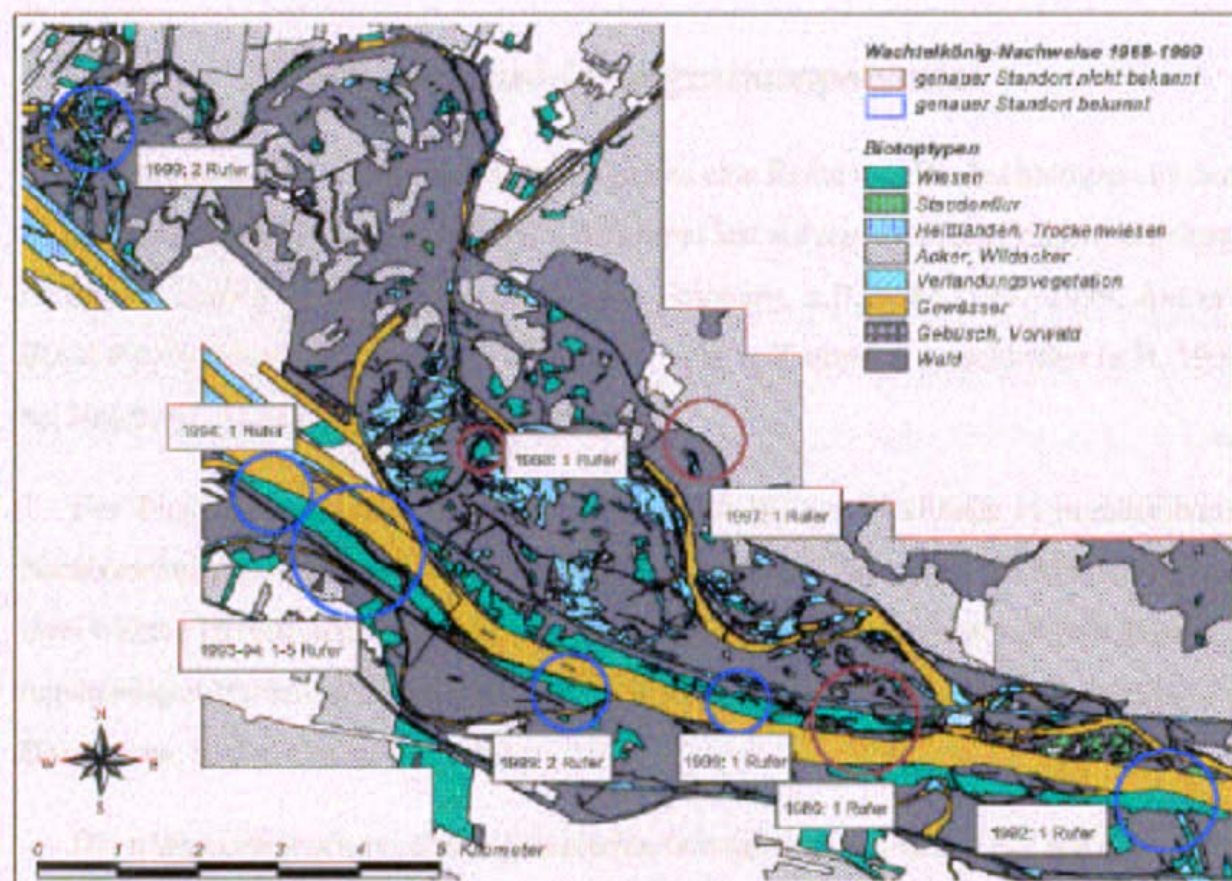 Wachtelkönig-Nachweise 1968-1999
genauer Standort nicht bekannt
genauer Standort bekannt
Biotoptypen
Wiesen
Staudenflur
Heißländen, Trockenwiesen
Acker, Wildacker
Verlandungsvegetation
Gewässer
Gebüsch, Vorwald
Wald
1999: 2 Rufer
1994: 1 Rufer
1: 1 Rufer
1997: 1 Rufer
1993-94: 1-5 Rufer
1999: 2 Rufer
1999: 1 Rufer
1 Rufer
1992: 1 Rufer
N
W
S
0 1 2 3 4 5 Kilometer